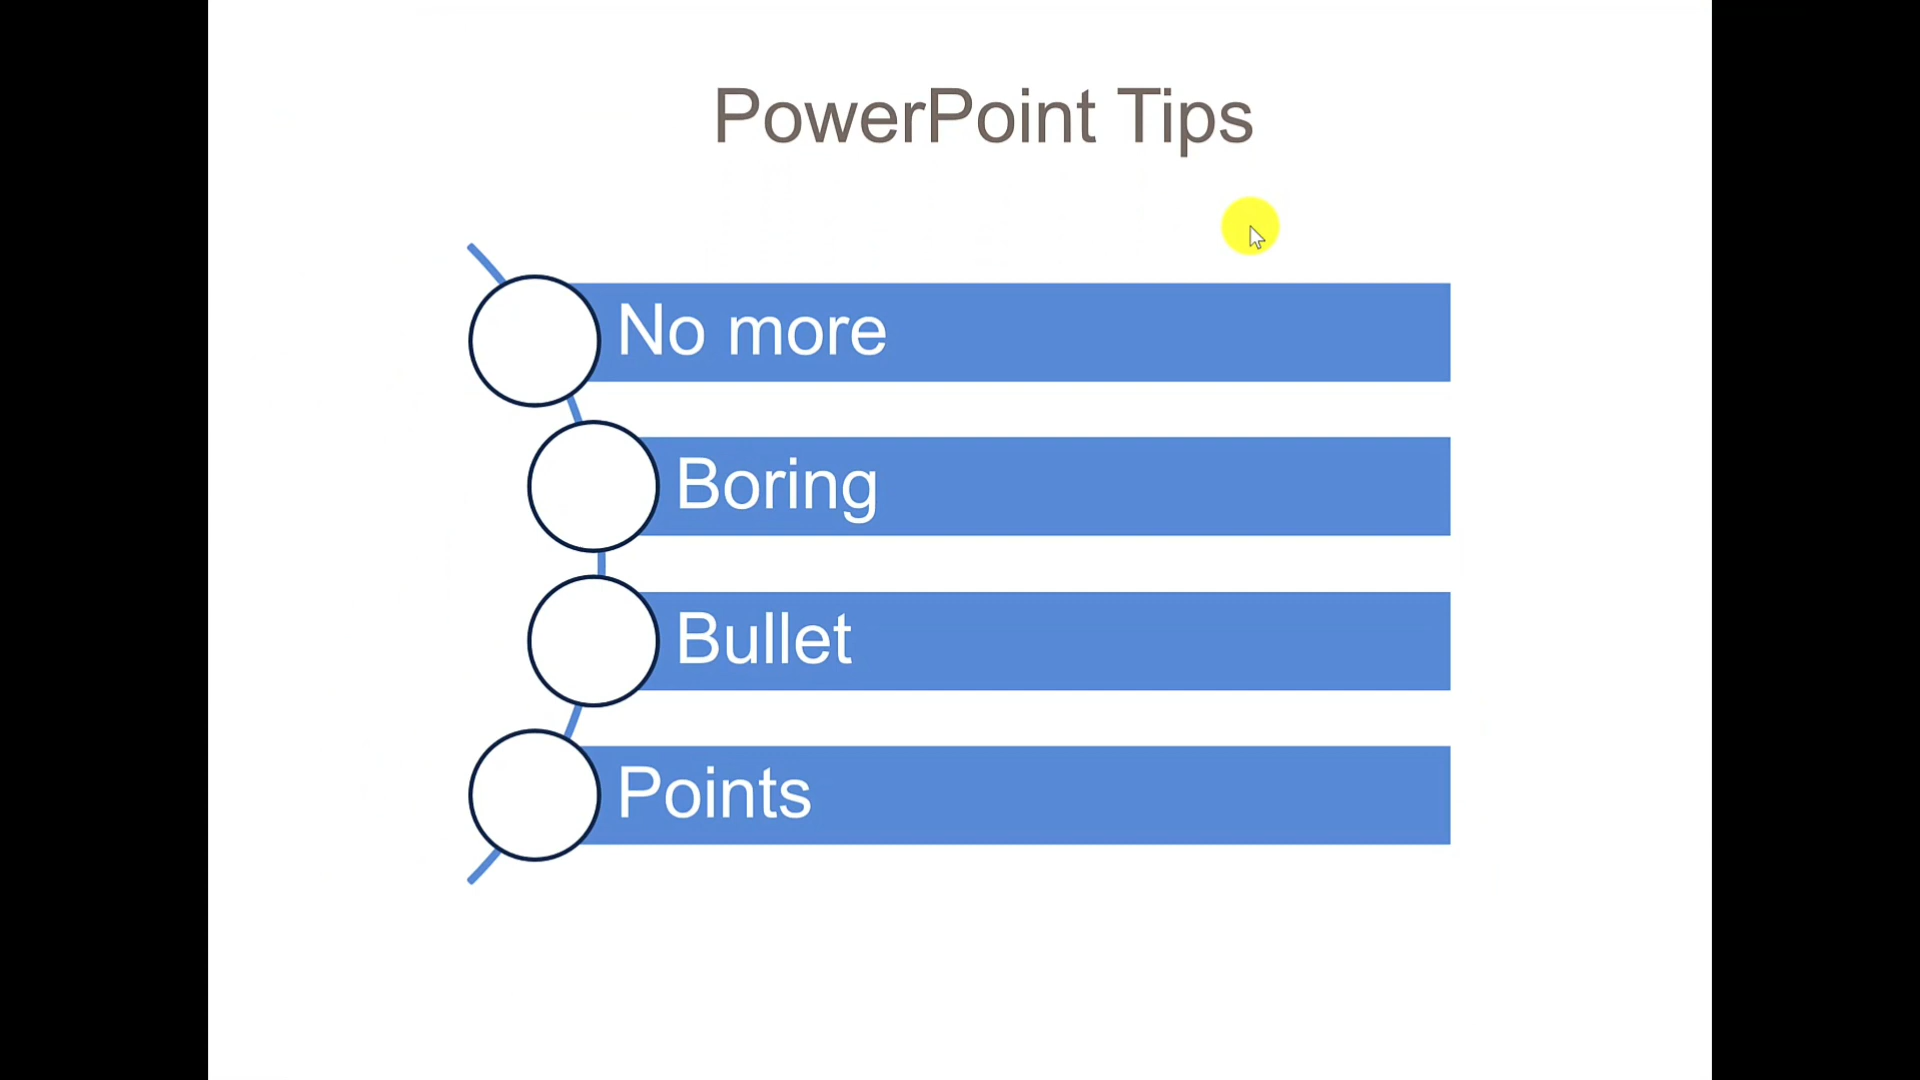 PowerPoint Tips
No more
Boring
Bullet
Points